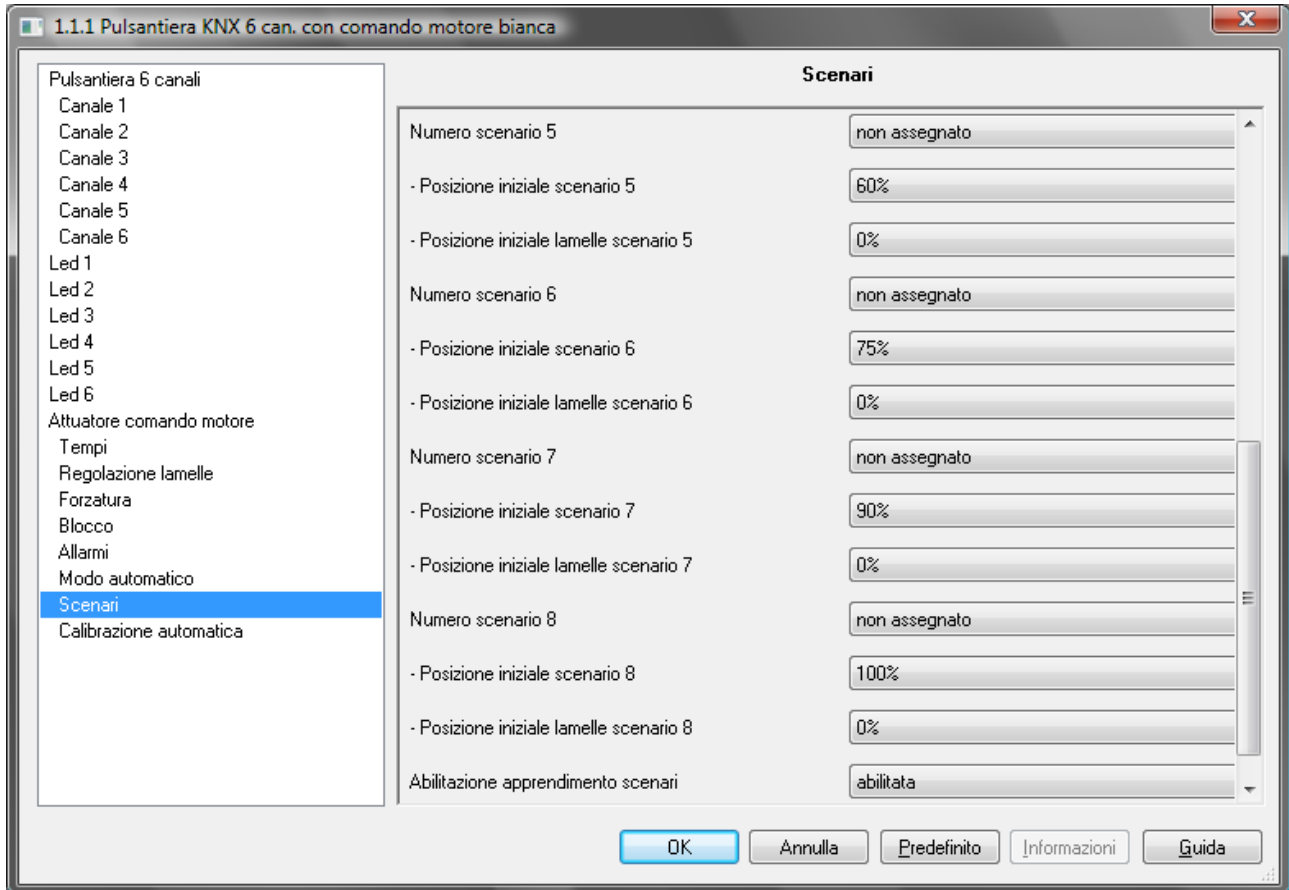 1.1.1 Pulsantiera KNX 6 can. con comando motore bianca
Pulsantiera 6 canali
Canale 1
Canale 2
Canale 3
Canale 4
Canale 5
Canale 6
Led 1
Led 2
Led 3
Led 4
Led 5
Led 6
Attuatore comando motore
Tempi
Regolazione lamelle
Forzatura
Blocco
Allarmi
Modo automatico
Scenari
Calibrazione automatica
Scenari
Numero scenario 5 non assegnato
- Posizione iniziale scenario 5 60%
- Posizione iniziale lamelle scenario 5 0%
Numero scenario 6 non assegnato
- Posizione iniziale scenario 6 75%
- Posizione iniziale lamelle scenario 6 0%
Numero scenario 7 non assegnato
- Posizione iniziale scenario 7 90%
- Posizione iniziale lamelle scenario 7 0%
Numero scenario 8 non assegnato
- Posizione iniziale scenario 8 100%
- Posizione iniziale lamelle scenario 8 0%
Abilitazione apprendimento scenari abilitata
OK Annulla Predefinito Informazioni Guida